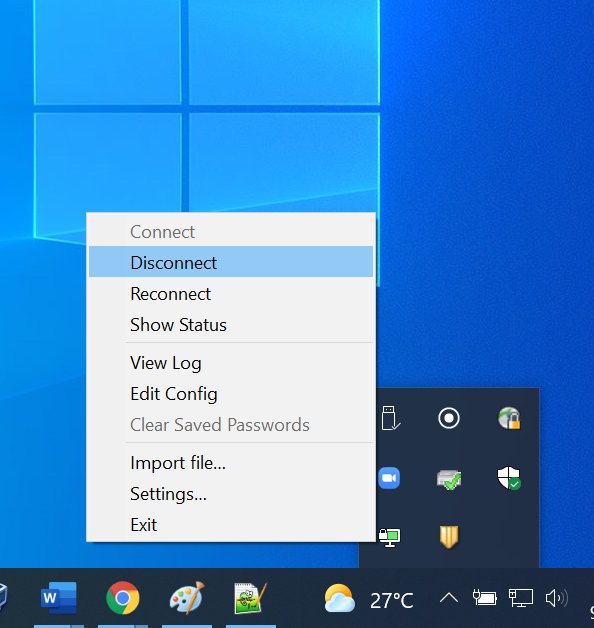 Connect
Disconnect
Reconnect
Show Status
View Log
Edit Config
Clear Saved Passwords
Import file...
Settings...
Exit
W
27°C